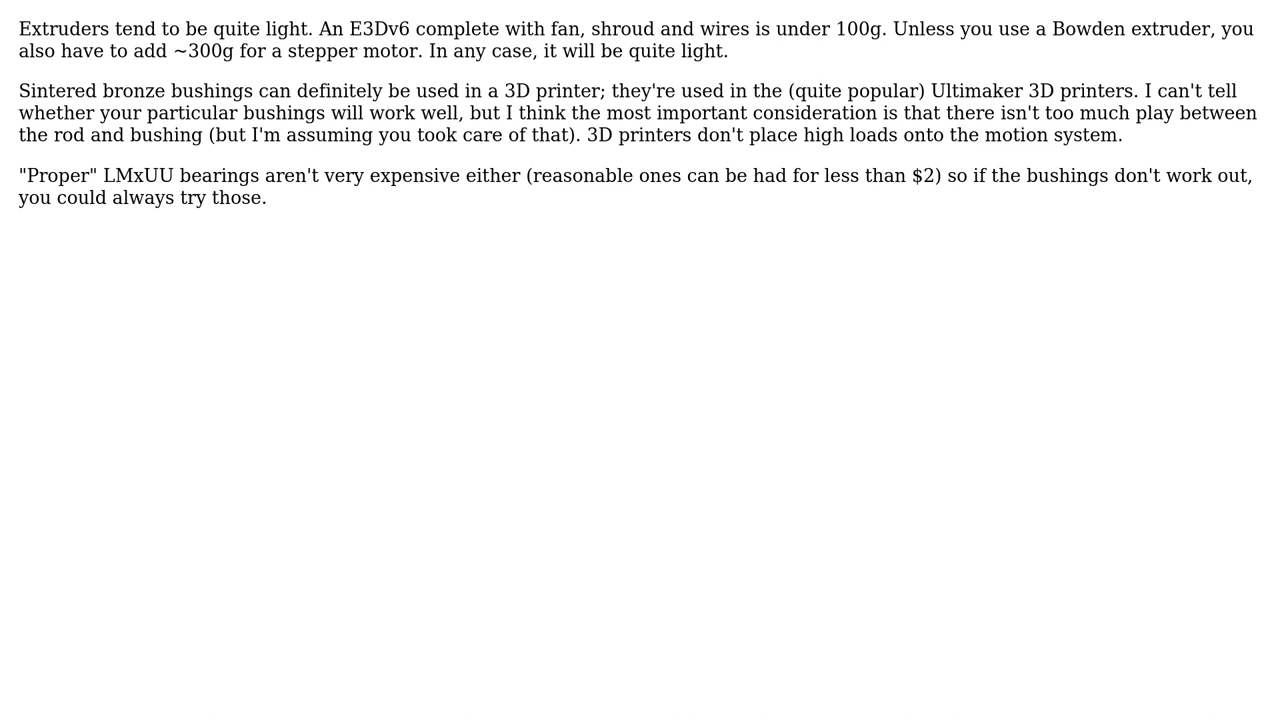 Extruders tend to be quite light. An E3Dv6 complete with fan, shroud and wires is under 100g. Unless you use a Bowden extruder, you
also have to add ~300g for a stepper motor. In any case, it will be quite light.
Sintered bronze bushings can definitely be used in a 3D printer; they're used in the (quite popular) Ultimaker 3D printers. I can't tell
whether your particular bushings will work well, but I think the most important consideration is that there isn't too much play between
the rod and bushing (but I'm assuming you took care of that). 3D printers don't place high loads onto the motion system.
"Proper" LMxUU bearings aren't very expensive either (reasonable ones can be had for less than $2) so if the bushings don't work out,
you could always try those.